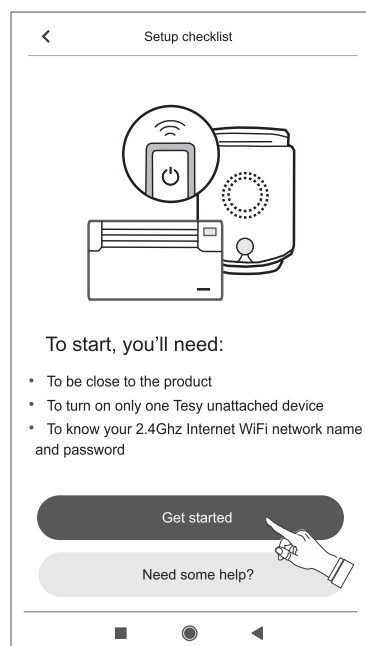 Setup checklist
To start, you’ll need:
• To be close to the product
• To turn on only one Tesy unattached device
• To know your 2.4Ghz Internet WiFi network name
and password
Get started
Need some help?